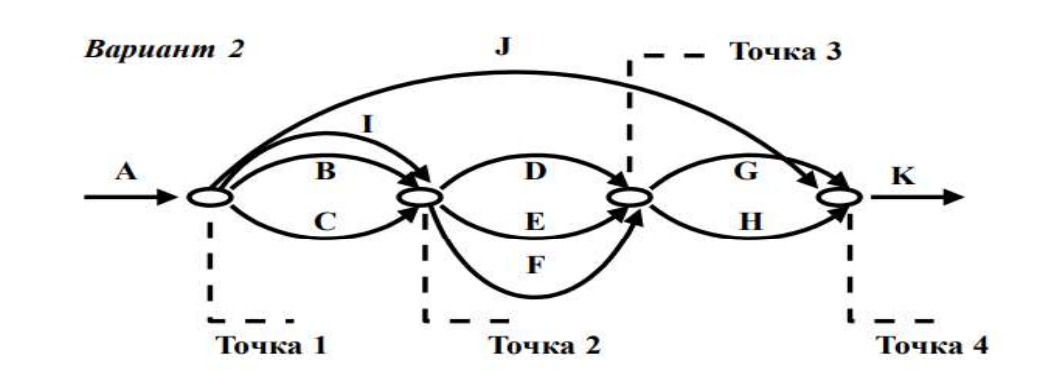 Вариант 2
J
Точка 3
I
A
B
D
G
K
C
E
H
F
Точка 1
Точка 2
Точка 4